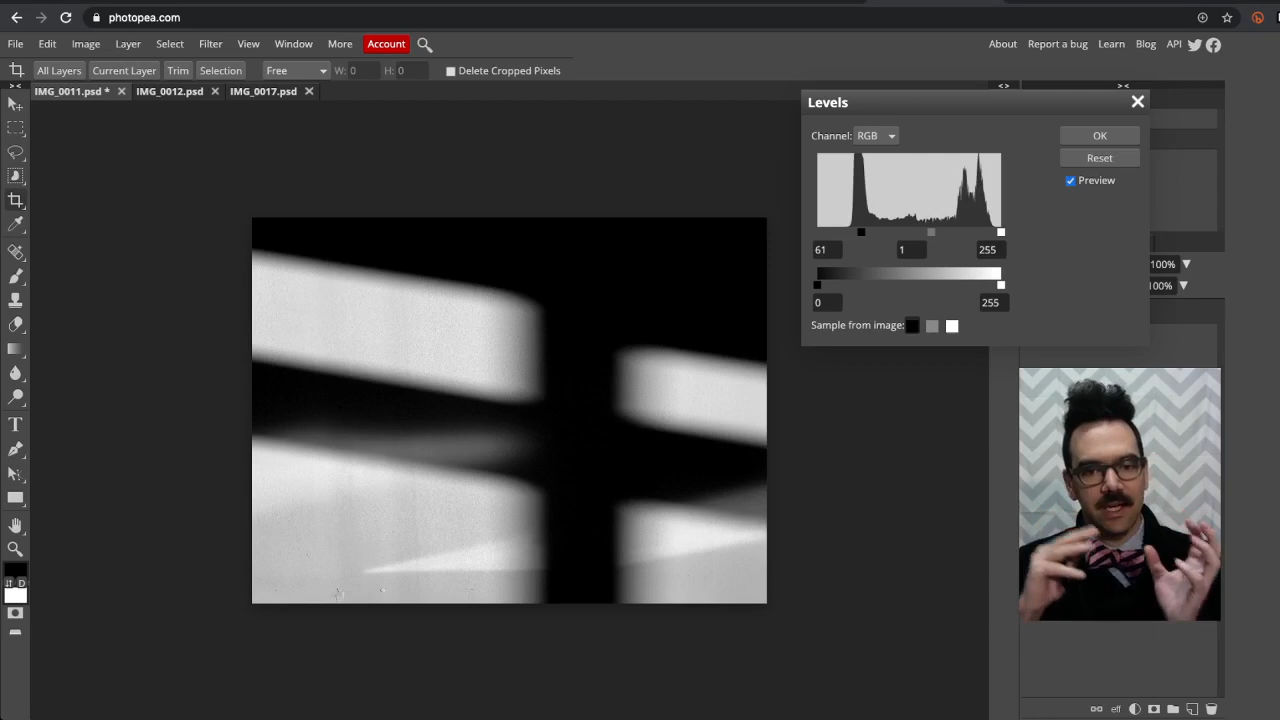 photopea.com
File Edit Image Layer Select Filter View Window More Account About Report a bug Learn Blog API
All Layers Current Layer Trim Selection Free W: 0 H: 0 Delete Cropped Pixels
IMG_0011.psd * IMG_0012.psd IMG_0017.psd
Levels
Channel: RGB OK
Reset
Preview
61 1 255
0 255
Sample from image:
100%
100%
T
D
eff